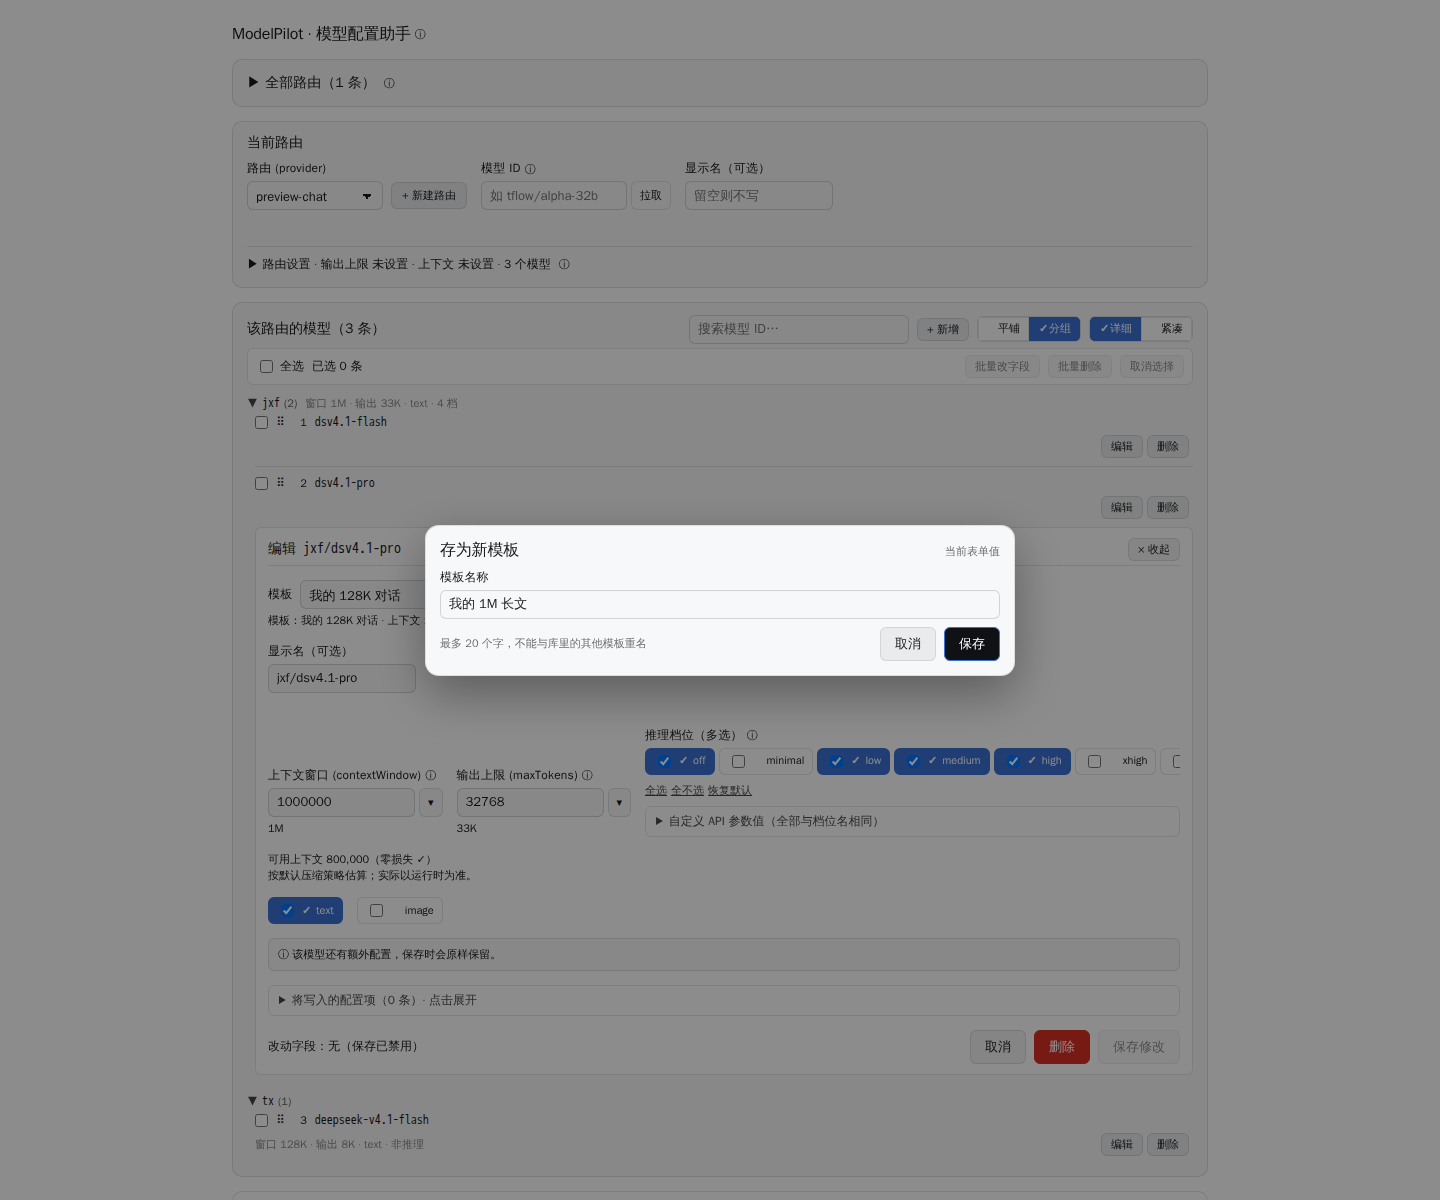 ModelPilot · 模型配置助手 ⓘ
▶ 全部路由（1 条） ⓘ
当前路由
路由 (provider) 模型 ID ⓘ 显示名（可选）
preview-chat + 新建路由 如 tflow/alpha-32b 拉取 留空则不写
▶ 路由设置 · 输出上限 未设置 · 上下文 未设置 · 3 个模型 ⓘ
该路由的模型（3 条） 搜索模型 ID… + 新增 平铺 ✓分组 ✓详细 紧凑
全选 已选 0 条 批量改字段 批量删除 取消选择
▼ jxf (2) 窗口 1M · 输出 33K · text · 4 档
⠿ 1 dsv4.1-flash
编辑 删除
⠿ 2 dsv4.1-pro
编辑 删除
编辑 jxf/dsv4.1-pro × 收起
模板 我的 128K 对话
模板：我的 128K 对话 · 上下文
显示名（可选）
jxf/dsv4.1-pro
存为新模板 当前表单值
模板名称
我的 1M 长文
最多 20 个字，不能与库里的其他模板重名 取消 保存
推理档位（多选） ⓘ
✓ off minimal ✓ low ✓ medium ✓ high xhigh
全选 全不选 恢复默认
▶ 自定义 API 参数值（全部与档位名相同）
上下文窗口 (contextWindow) ⓘ 输出上限 (maxTokens) ⓘ
1000000 ▾ 32768 ▾
1M 33K
可用上下文 800,000（零损失 ✓）
按默认压缩策略估算；实际以运行时为准。
✓ text image
ⓘ 该模型还有额外配置，保存时会原样保留。
▶ 将写入的配置项（0 条）· 点击展开
改动字段：无（保存已禁用） 取消 删除 保存修改
▼ tx (1)
⠿ 3 deepseek-v4.1-flash
窗口 128K · 输出 8K · text · 非推理 编辑 删除